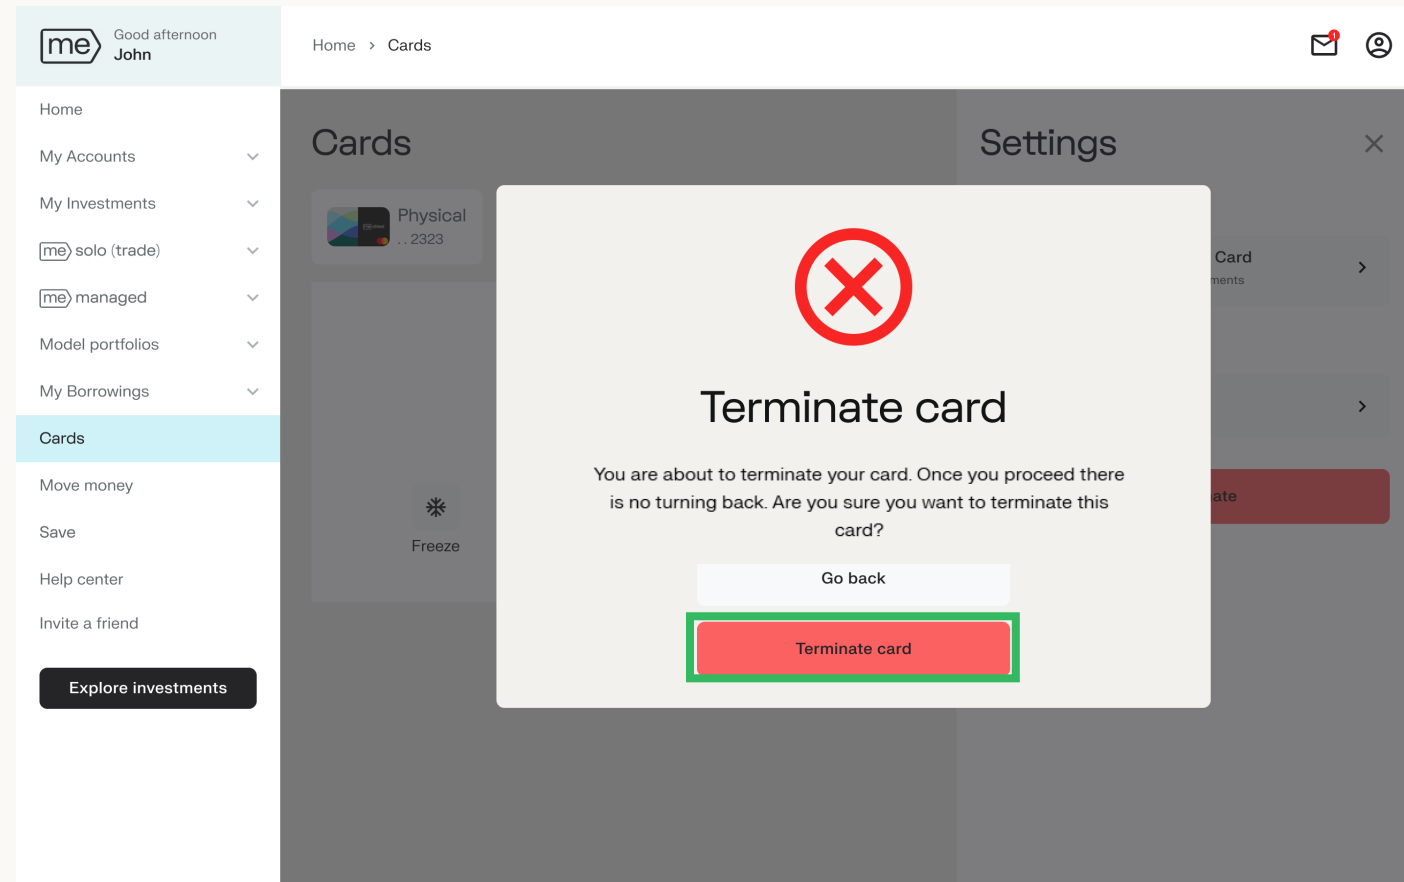 me
Good afternoon
John
Home > Cards
1
Home
My Accounts
My Investments
me solo (trade)
me managed
Model portfolios
My Borrowings
Cards
Move money
Save
Help center
Invite a friend
Explore investments
Cards
Physical
. . 2323
Freeze
Settings
Card
Terminate card
You are about to terminate your card. Once you proceed there
is no turning back. Are you sure you want to terminate this
card?
Go back
Terminate card